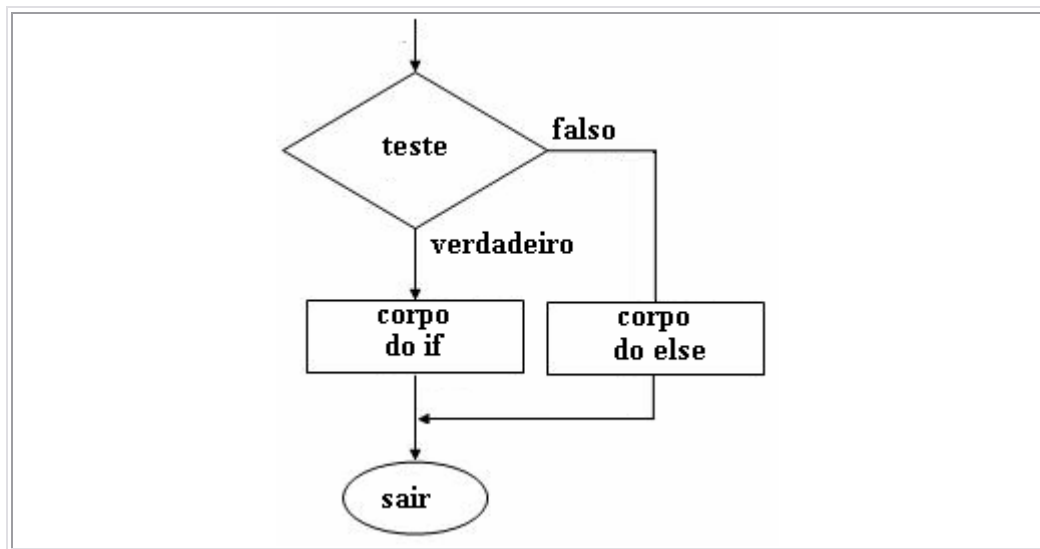 falso
teste
verdadeiro
corpo
do if
corpo
do else
sair